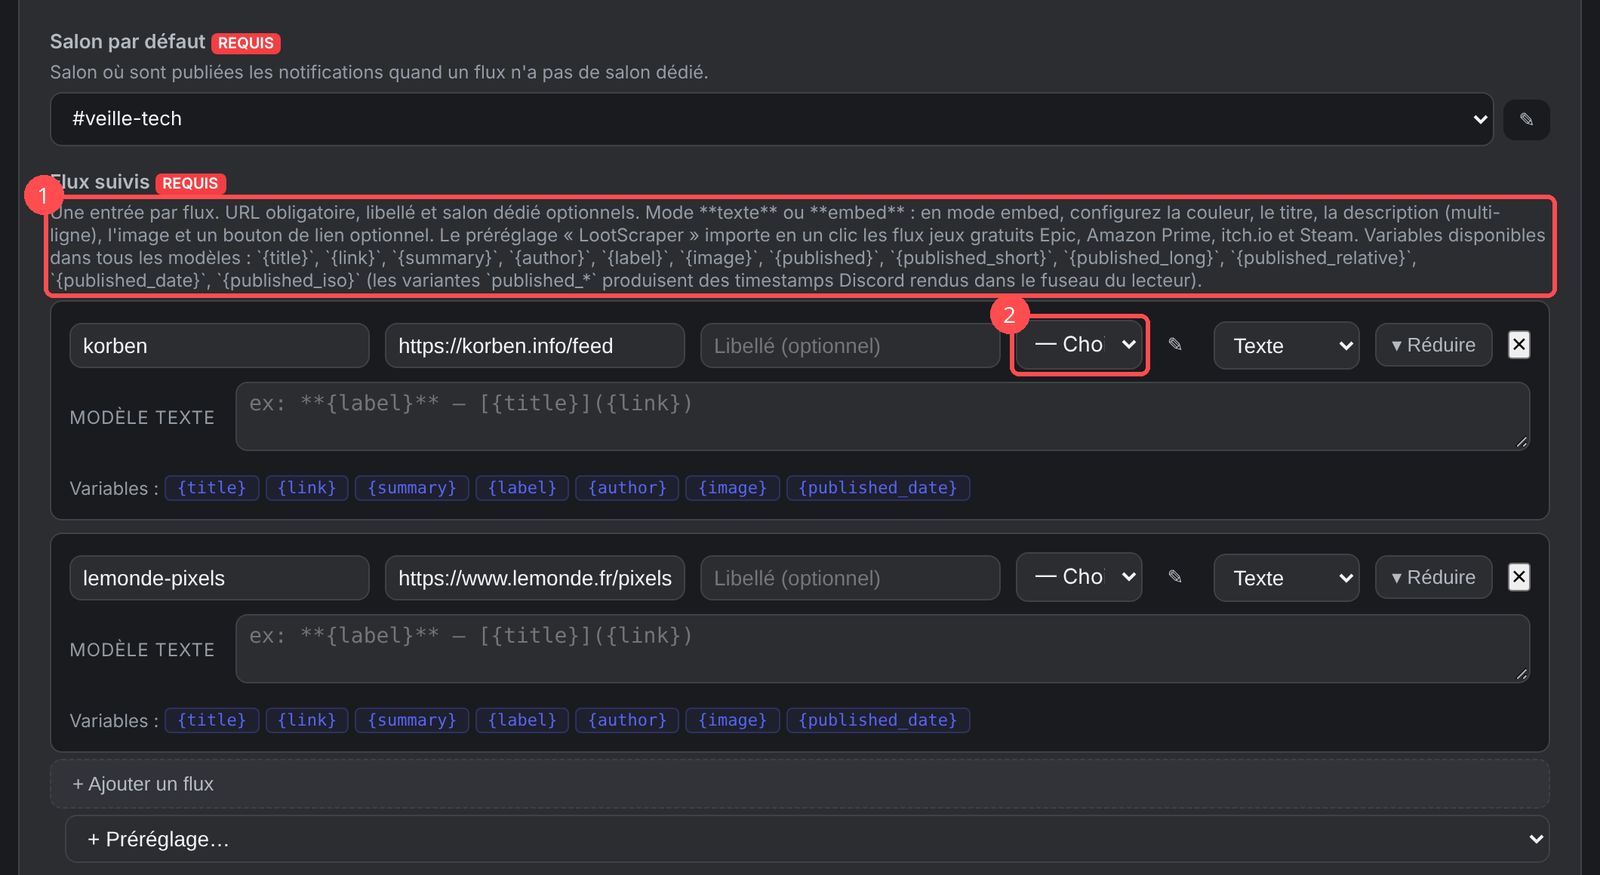 Salon par défaut REQUIS
Salon où sont publiées les notifications quand un flux n'a pas de salon dédié.
#veille-tech
Flux suivis REQUIS
1
Une entrée par flux. URL obligatoire, libellé et salon dédié optionnels. Mode **texte** ou **embed** : en mode embed, configurez la couleur, le titre, la description (multi-
ligne), l'image et un bouton de lien optionnel. Le préréglage « LootScraper » importe en un clic les flux jeux gratuits Epic, Amazon Prime, itch.io et Steam. Variables disponibles
dans tous les modèles : `{title}`, `{link}`, `{summary}`, `{author}`, `{label}`, `{image}`, `{published}`, `{published_short}`, `{published_long}`, `{published_relative}`,
`{published_date}`, `{published_iso}` (les variantes `published_*` produisent des timestamps Discord rendus dans le fuseau du lecteur).
2
korben https://korben.info/feed Libellé (optionnel) — Choi Texte ▾ Réduire ✕
MODÈLE TEXTE ex: **{label}** — [{title}]({link})
Variables : {title} {link} {summary} {label} {author} {image} {published_date}
lemonde-pixels https://www.lemonde.fr/pixels Libellé (optionnel) — Choi Texte ▾ Réduire ✕
MODÈLE TEXTE ex: **{label}** — [{title}]({link})
Variables : {title} {link} {summary} {label} {author} {image} {published_date}
+ Ajouter un flux
+ Préréglage…